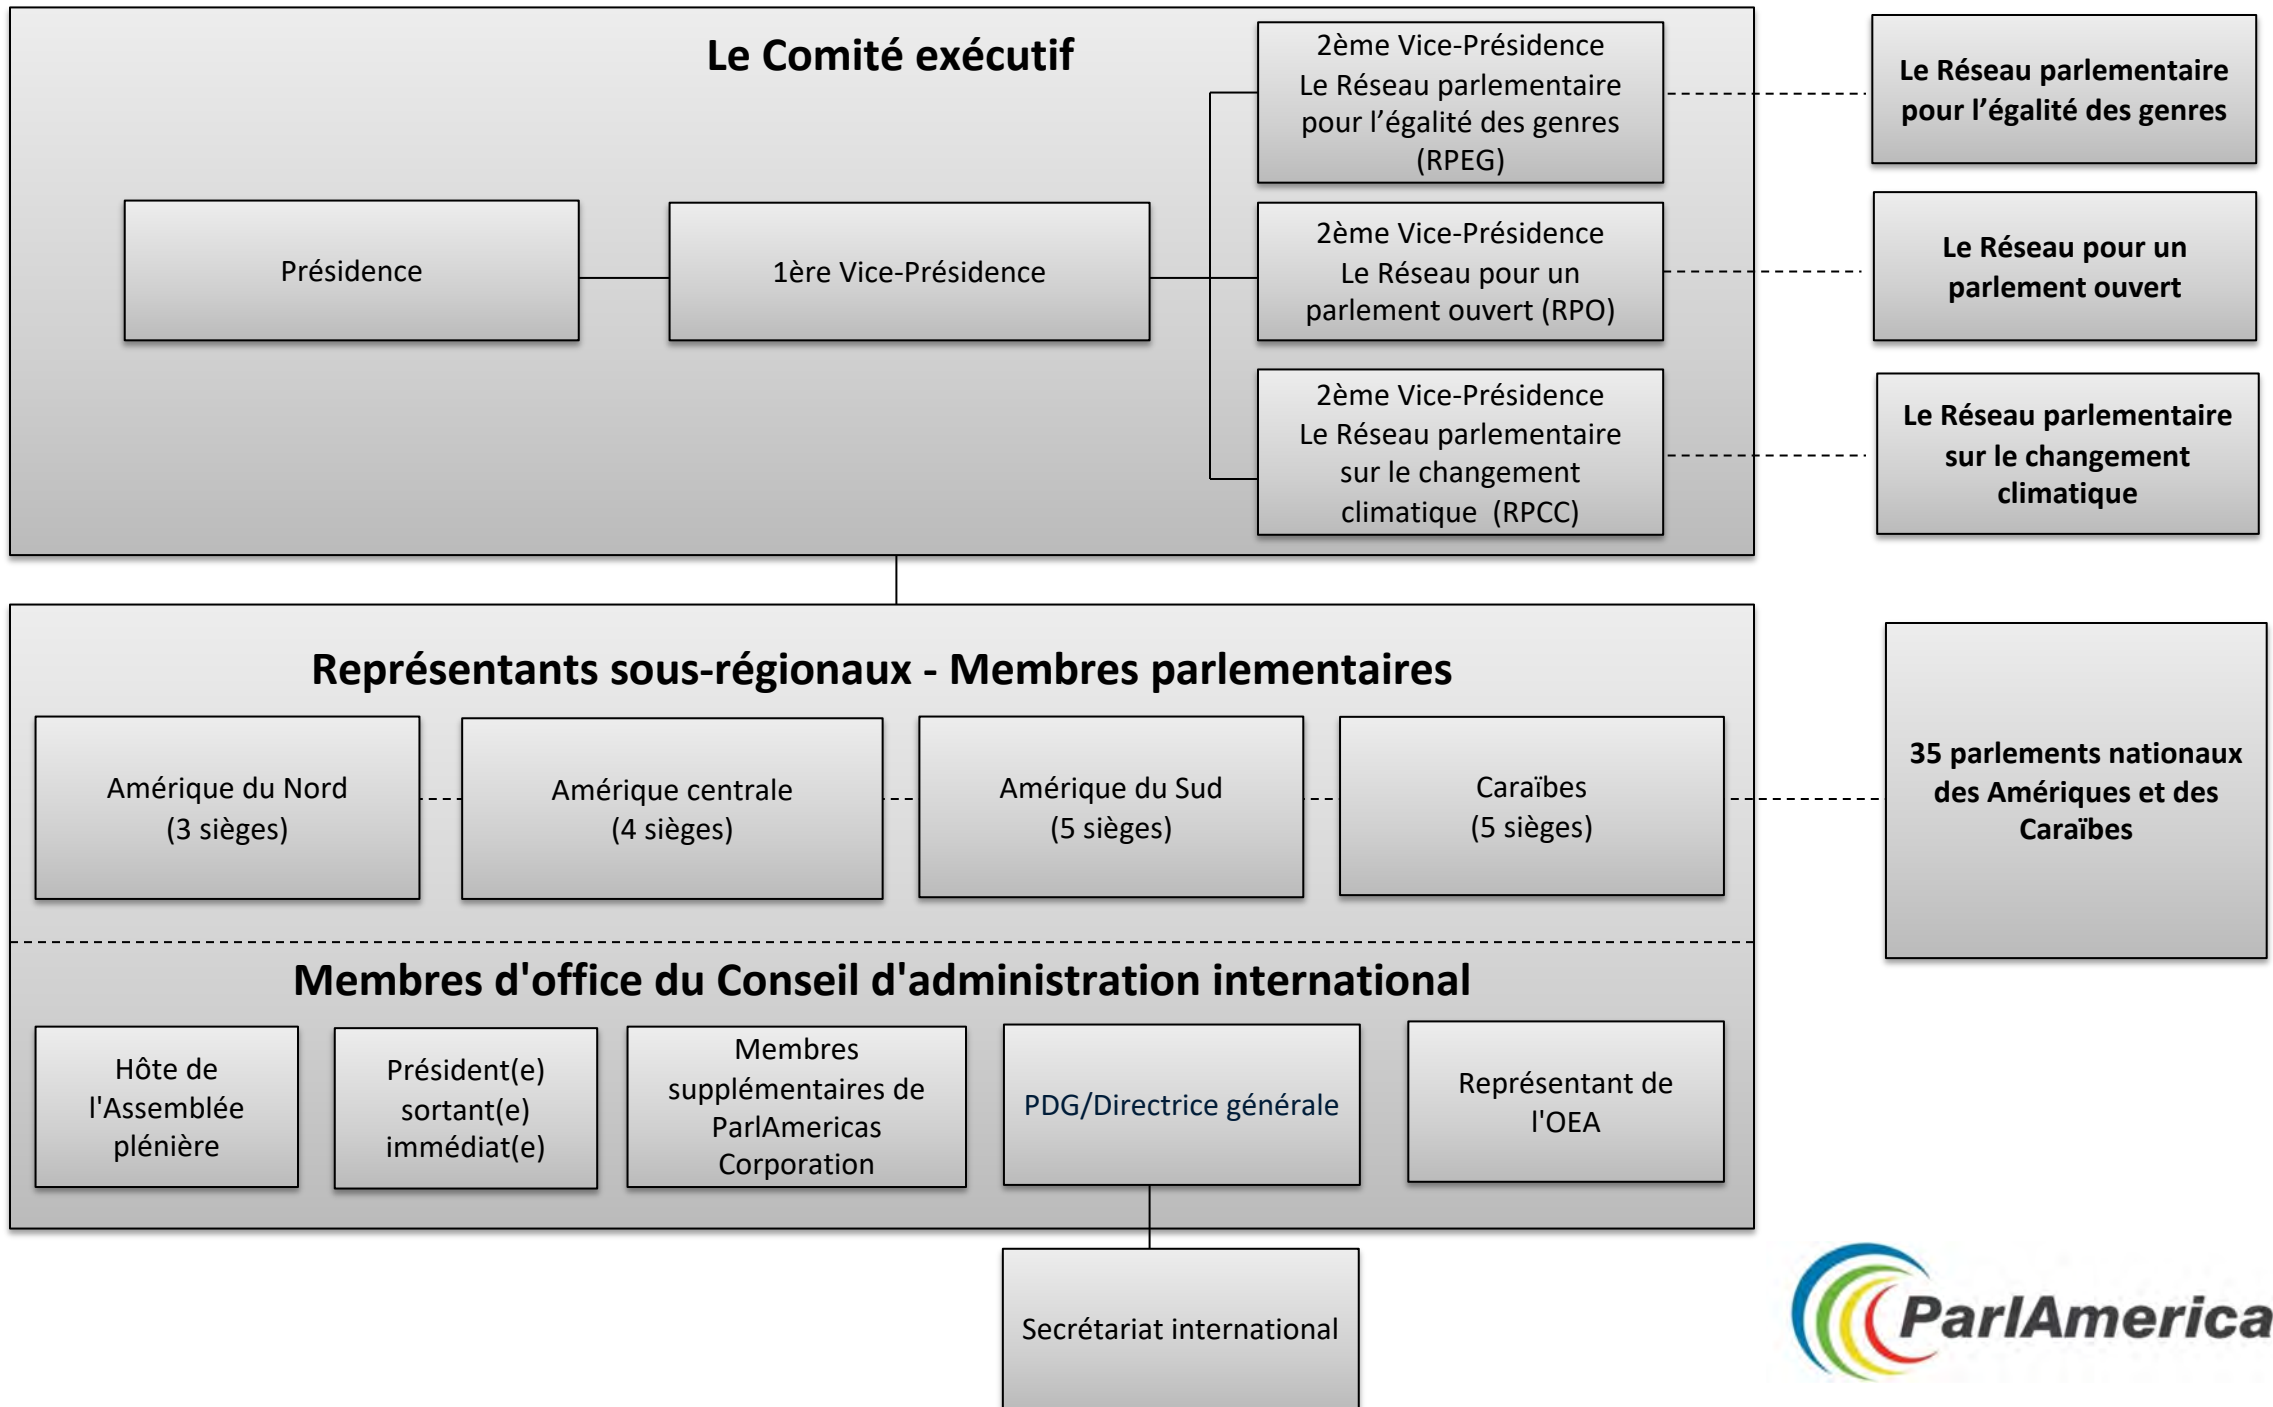 Le Comité exécutif
2ème Vice-Présidence
Le Réseau parlementaire
pour l’égalité des genres
(RPEG)
Le Réseau parlementaire
pour l’égalité des genres
Présidence
1ère Vice-Présidence
2ème Vice-Présidence
Le Réseau pour un
parlement ouvert (RPO)
Le Réseau pour un
parlement ouvert
2ème Vice-Présidence
Le Réseau parlementaire
sur le changement
climatique  (RPCC)
Le Réseau parlementaire
sur le changement
climatique
Représentants sous-régionaux - Membres parlementaires
Amérique du Nord
(3 sièges)
Amérique centrale
(4 sièges)
Amérique du Sud
(5 sièges)
Caraïbes
(5 sièges)
35 parlements nationaux
des Amériques et des
Caraïbes
Membres d'office du Conseil d'administration international
Hôte de
l'Assemblée
plénière
Président(e)
sortant(e)
immédiat(e)
Membres
supplémentaires de
ParlAmericas
Corporation
PDG/Directrice générale
Représentant de
l'OEA
Secrétariat international
ParlAmerica